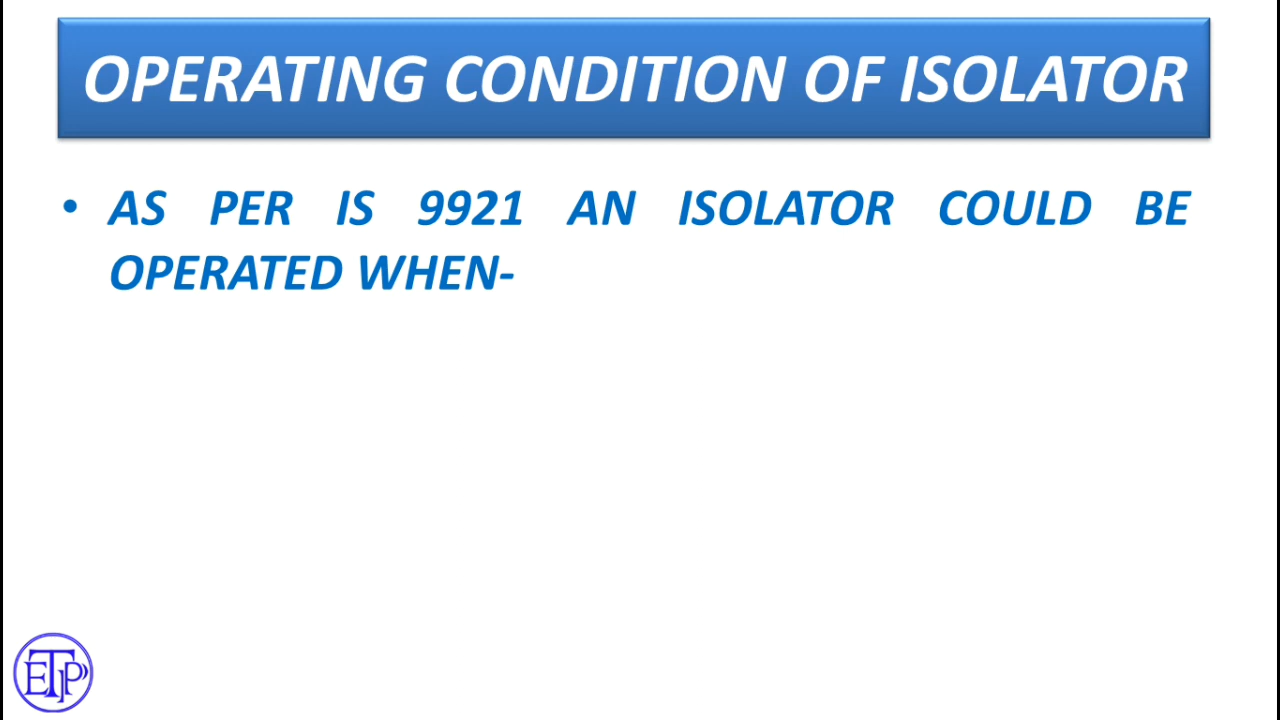 OPERATING CONDITION OF ISOLATOR
• AS PER IS 9921 AN ISOLATOR COULD BE
OPERATED WHEN-
ETP